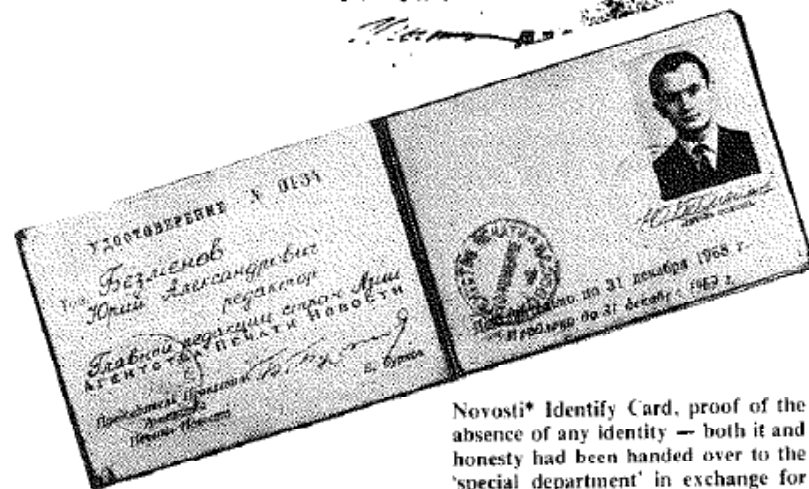 УДОСТОВЕРЕНИЕ №
Безменов
Юрий Александрович
редактор
Главной редакции стран Азии
АГЕНТСТВА ПЕЧАТИ НОВОСТИ
Председатель Правления
Агентства
Печати Новости
Б. Бурков
до 31 декабря 1968 г.
Продлено до 31 декабря 1969 г.
Novosti* Identify Card, proof of the
absence of any identity — both it and
honesty had been handed over to the
'special department' in exchange for